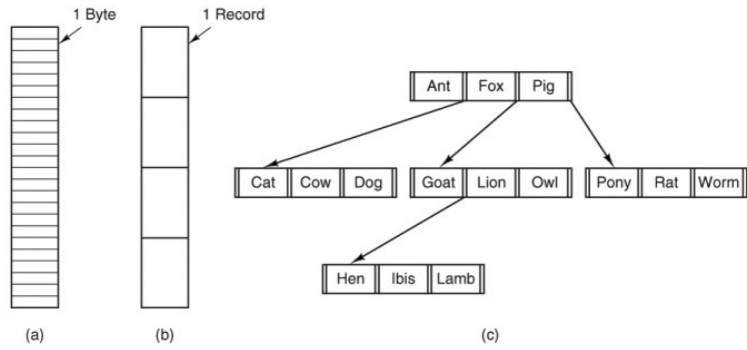 1 Byte
1 Record
Ant Fox Pig
Cat Cow Dog
Goat Lion Owl
Pony Rat Worm
Hen Ibis Lamb
(a)
(b)
(c)